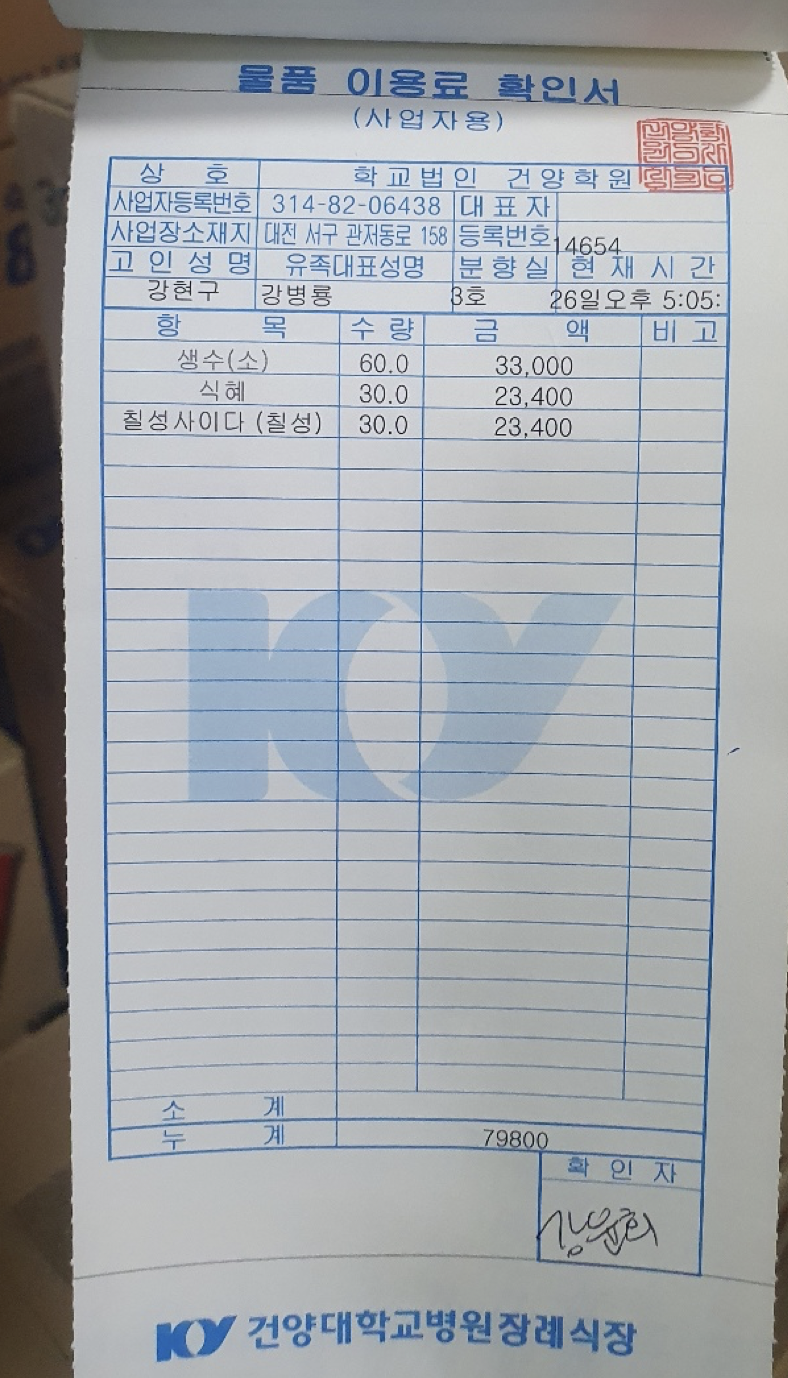 물품 이용료 확인서
(사업자용)
상 호 학교법인 건양학원
사업자등록번호 314-82-06438 대표자
사업장소재지 대전 서구 관저동로 158 등록번호 14654
고인성명 유족대표성명 분향실 현재시간
강현구 강병룡 3호 26일오후 5:05:
항 목 수량 금 액 비고
생수(소) 60.0 33,000
식혜 30.0 23,400
칠성사이다 (칠성) 30.0 23,400
소 계
누 계 79800
확인자
KY 건양대학교병원장례식장